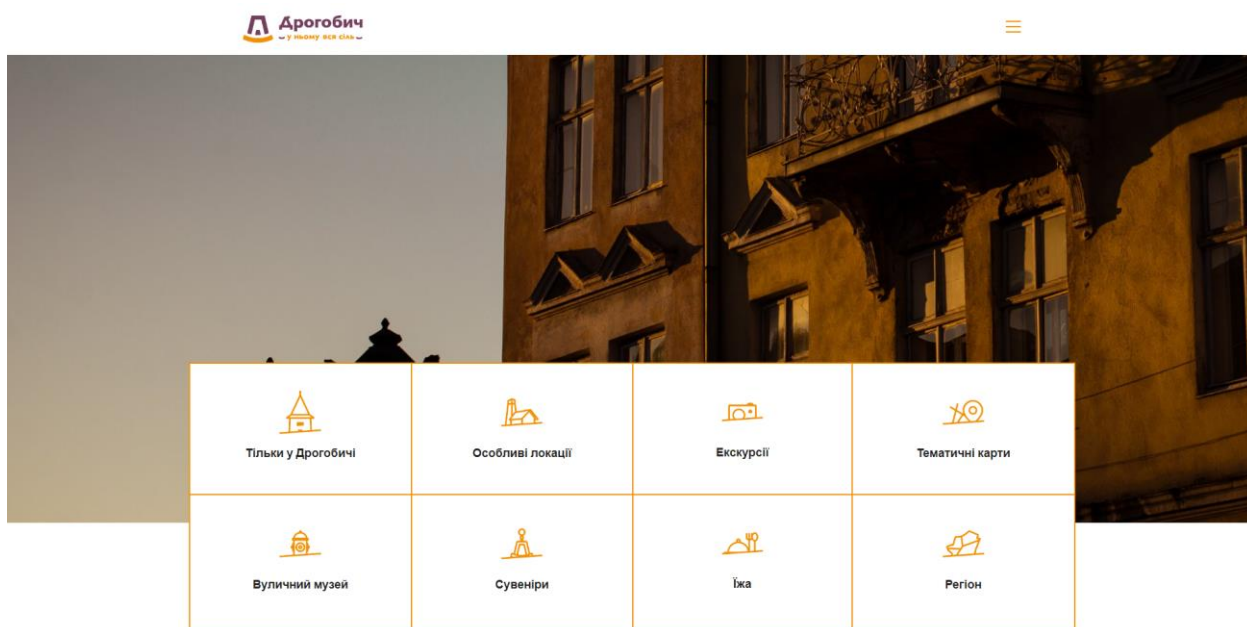 Дрогобич
у ньому вся сіль
Тільки у Дрогобичі
Особливі локації
Екскурсії
Тематичні карти
Вуличний музей
Сувеніри
Їжа
Регіон